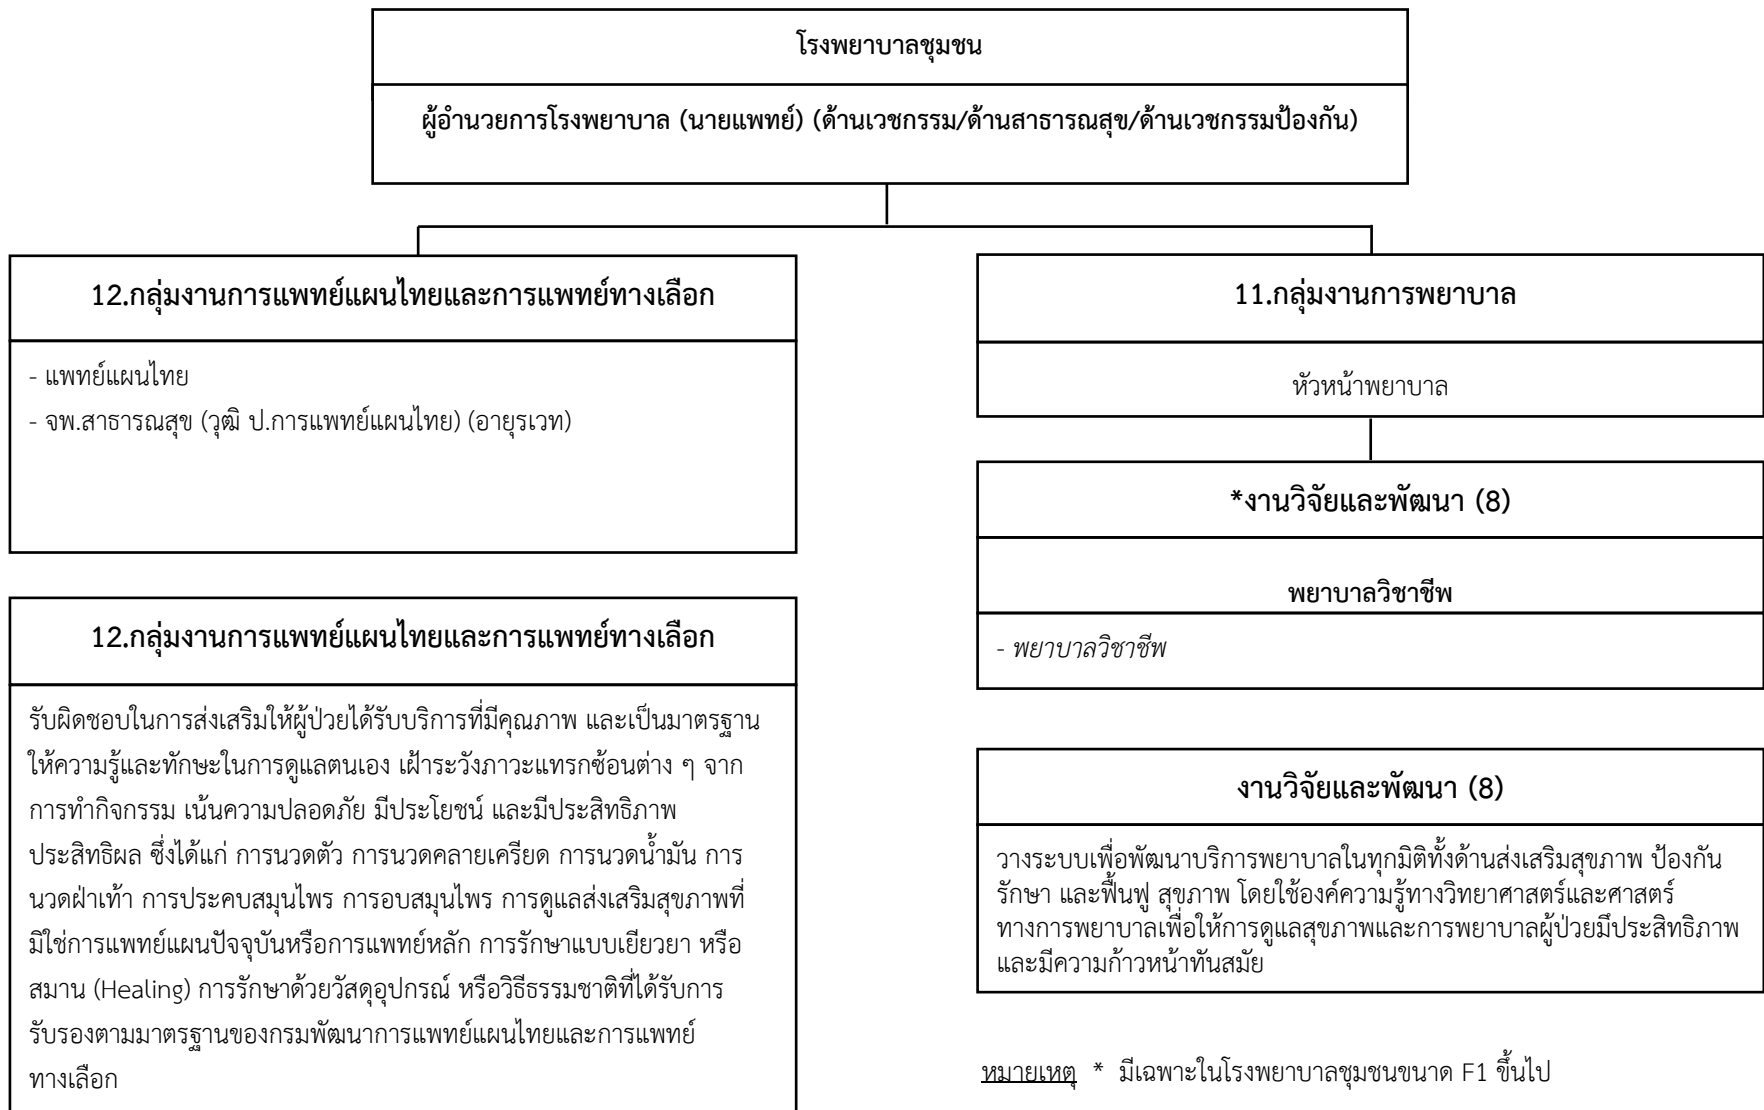 โรงพยาบาลชุมชน
ผู้อำนวยการโรงพยาบาล (นายแพทย์) (ด้านเวชกรรม/ด้านสาธารณสุข/ด้านเวชกรรมป้องกัน)
12.กลุ่มงานการแพทย์แผนไทยและการแพทย์ทางเลือก
- แพทย์แผนไทย
- จพ.สาธารณสุข (วุฒิ ป.การแพทย์แผนไทย) (อายุรเวท)
12.กลุ่มงานการแพทย์แผนไทยและการแพทย์ทางเลือก
รับผิดชอบในการส่งเสริมให้ผู้ป่วยได้รับบริการที่มีคุณภาพ และเป็นมาตรฐาน
ให้ความรู้และทักษะในการดูแลตนเอง เฝ้าระวังภาวะแทรกซ้อนต่าง ๆ จาก
การทำกิจกรรม เน้นความปลอดภัย มีประโยชน์ และมีประสิทธิภาพ
ประสิทธิผล ซึ่งได้แก่ การนวดตัว การนวดคลายเครียด การนวดน้ำมัน การ
นวดฝ่าเท้า การประคบสมุนไพร การอบสมุนไพร การดูแลส่งเสริมสุขภาพที่
มิใช่การแพทย์แผนปัจจุบันหรือการแพทย์หลัก การรักษาแบบเยียวยา หรือ
สมาน (Healing) การรักษาด้วยวัสดุอุปกรณ์ หรือวิธีธรรมชาติที่ได้รับการ
รับรองตามมาตรฐานของกรมพัฒนาการแพทย์แผนไทยและการแพทย์
ทางเลือก
11.กลุ่มงานการพยาบาล
หัวหน้าพยาบาล
*งานวิจัยและพัฒนา (8)
พยาบาลวิชาชีพ
- พยาบาลวิชาชีพ
งานวิจัยและพัฒนา (8)
วางระบบเพื่อพัฒนาบริการพยาบาลในทุกมิติทั้งด้านส่งเสริมสุขภาพ ป้องกัน
รักษา และฟื้นฟู สุขภาพ โดยใช้องค์ความรู้ทางวิทยาศาสตร์และศาสตร์
ทางการพยาบาลเพื่อให้การดูแลสุขภาพและการพยาบาลผู้ป่วยมีประสิทธิภาพ
และมีความก้าวหน้าทันสมัย
หมายเหตุ * มีเฉพาะในโรงพยาบาลชุมชนขนาด F1 ขึ้นไป